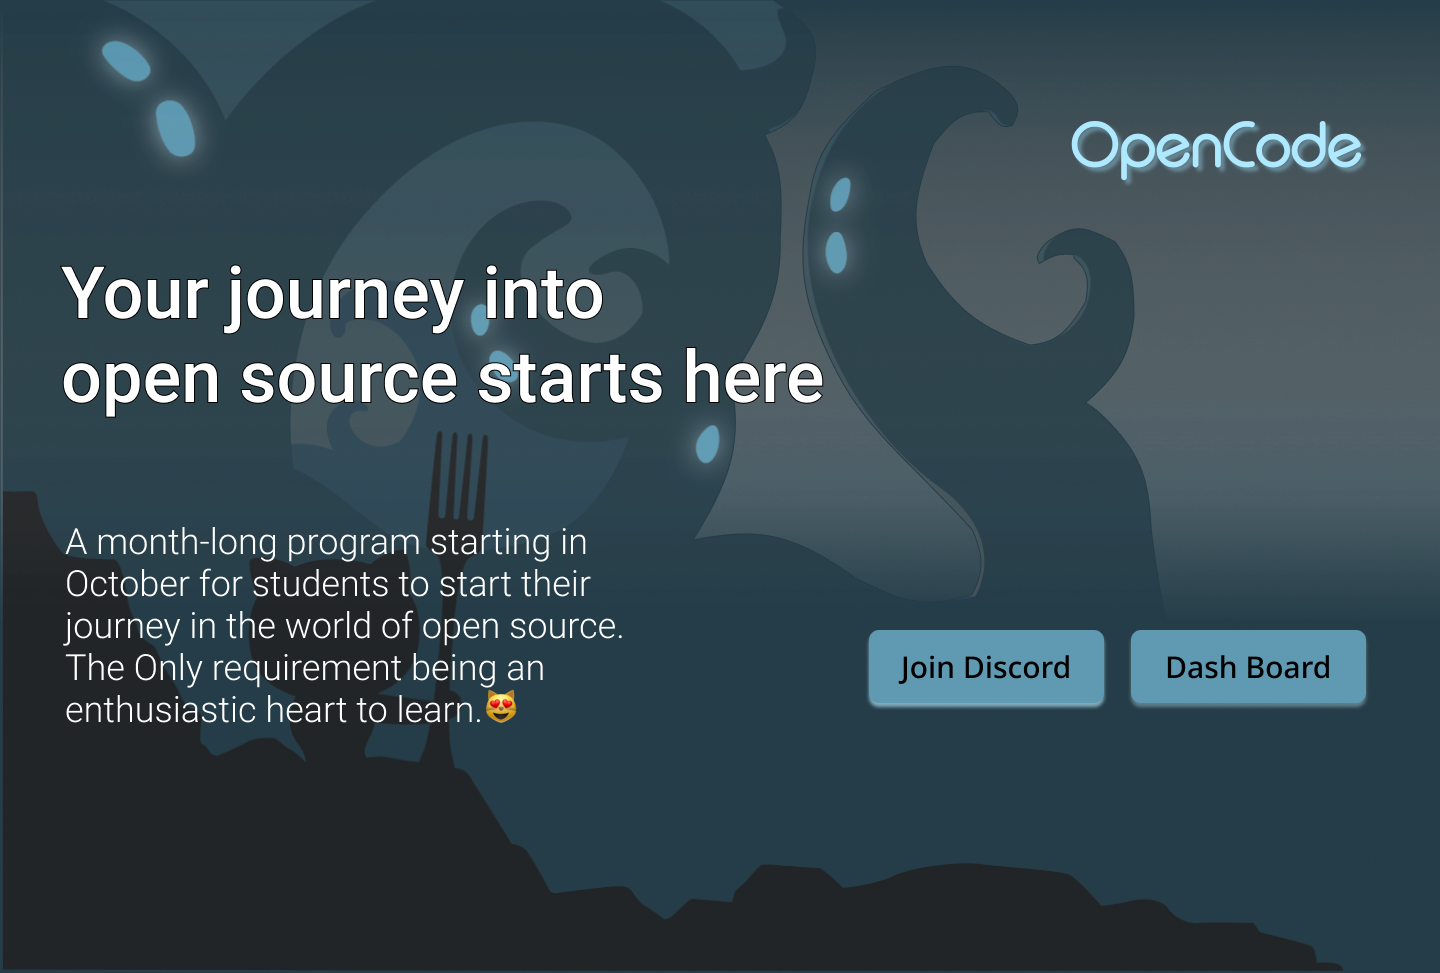 OpenCode
Your journey into
open source starts here
A month-long program starting in
October for students to start their
journey in the world of open source.
The Only requirement being an
enthusiastic heart to learn.😻
Join Discord
Dash Board